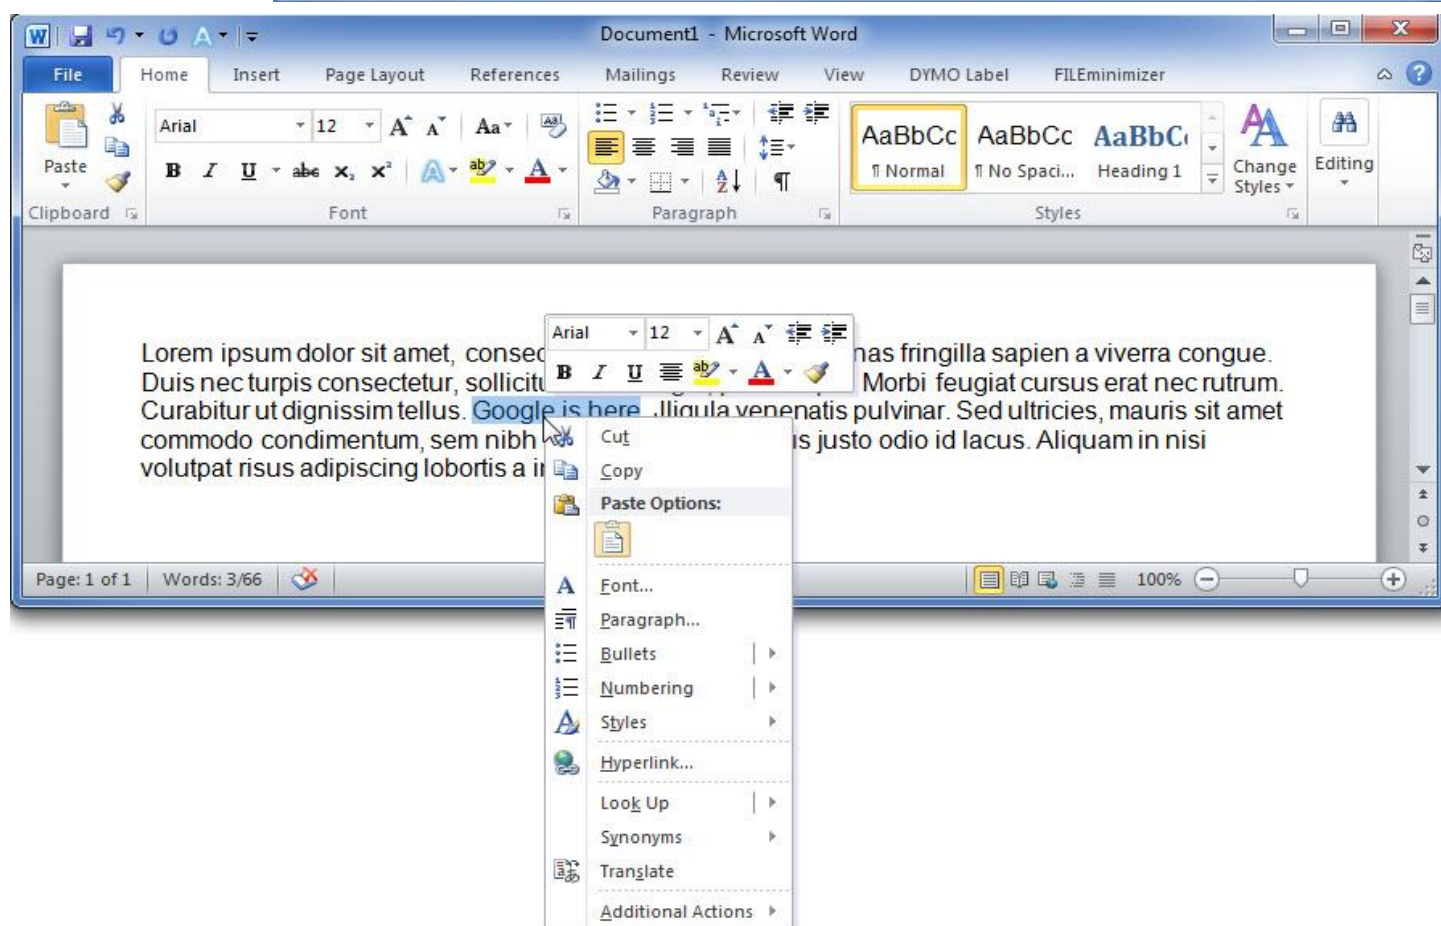 Document1 - Microsoft Word
File Home Insert Page Layout References Mailings Review View DYMO Label FILEminimizer
Arial 12 Aa
AaBbCc AaBbCc AaBbC
Paste
B I U abc x₂ x² ab A
¶ Normal ¶ No Spaci... Heading 1
Change Styles
Editing
Clipboard Font Paragraph Styles
Arial 12
B I U ab A
Lorem ipsum dolor sit amet, consec nas fringilla sapien a viverra congue.
Duis nec turpis consectetur, sollicitu Morbi feugiat cursus erat nec rutrum.
Curabitur ut dignissim tellus. Google is here. ligula venenatis pulvinar. Sed ultricies, mauris sit amet
commodo condimentum, sem nibh is justo odio id lacus. Aliquam in nisi
volutpat risus adipiscing lobortis a i
Cut
Copy
Paste Options:
Font...
Paragraph...
Bullets
Numbering
Styles
Hyperlink...
Look Up
Synonyms
Translate
Additional Actions
Page: 1 of 1 Words: 3/66 100%